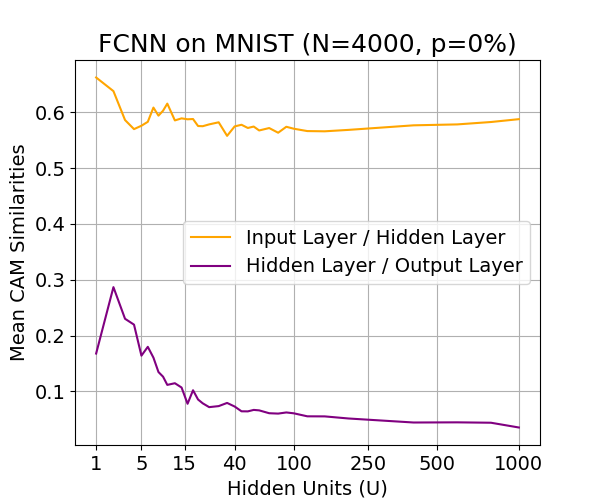 FCNN on MNIST (N=4000, p=0%)
Mean CAM Similarities
0.6
0.5
0.4
0.3
0.2
0.1
Input Layer / Hidden Layer
Hidden Layer / Output Layer
1 5 15 40 100 250 500 1000
Hidden Units (U)